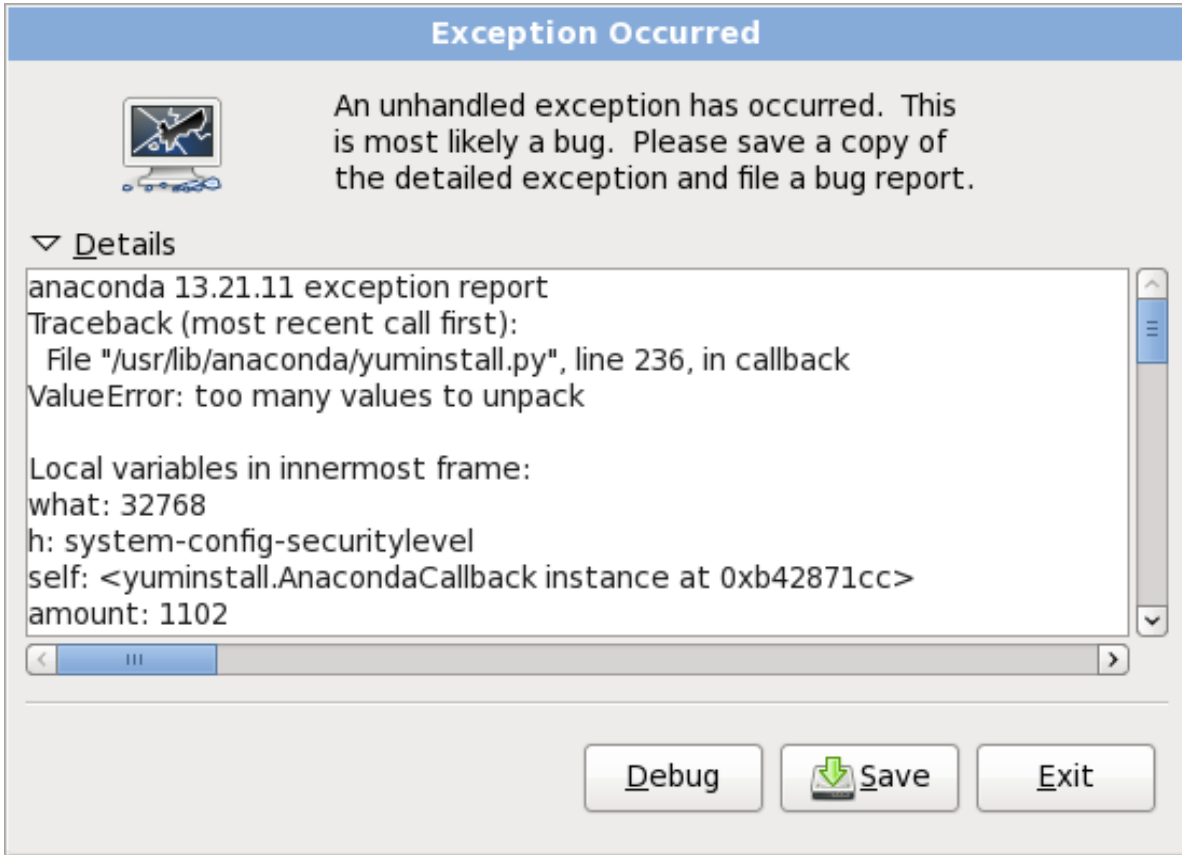 Exception Occurred
An unhandled exception has occurred.  This
is most likely a bug.  Please save a copy of
the detailed exception and file a bug report.
Details
anaconda 13.21.11 exception report
Traceback (most recent call first):
  File "/usr/lib/anaconda/yuminstall.py", line 236, in callback
ValueError: too many values to unpack
Local variables in innermost frame:
what: 32768
h: system-config-securitylevel
self: <yuminstall.AnacondaCallback instance at 0xb42871cc>
amount: 1102
Debug
Save
Exit